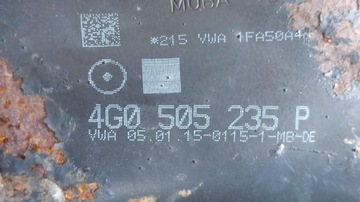 MUBA
*215 VWA 1FA50A4
4G0 505 235 P
VWA 05.01.15-0115-1-MB-DE